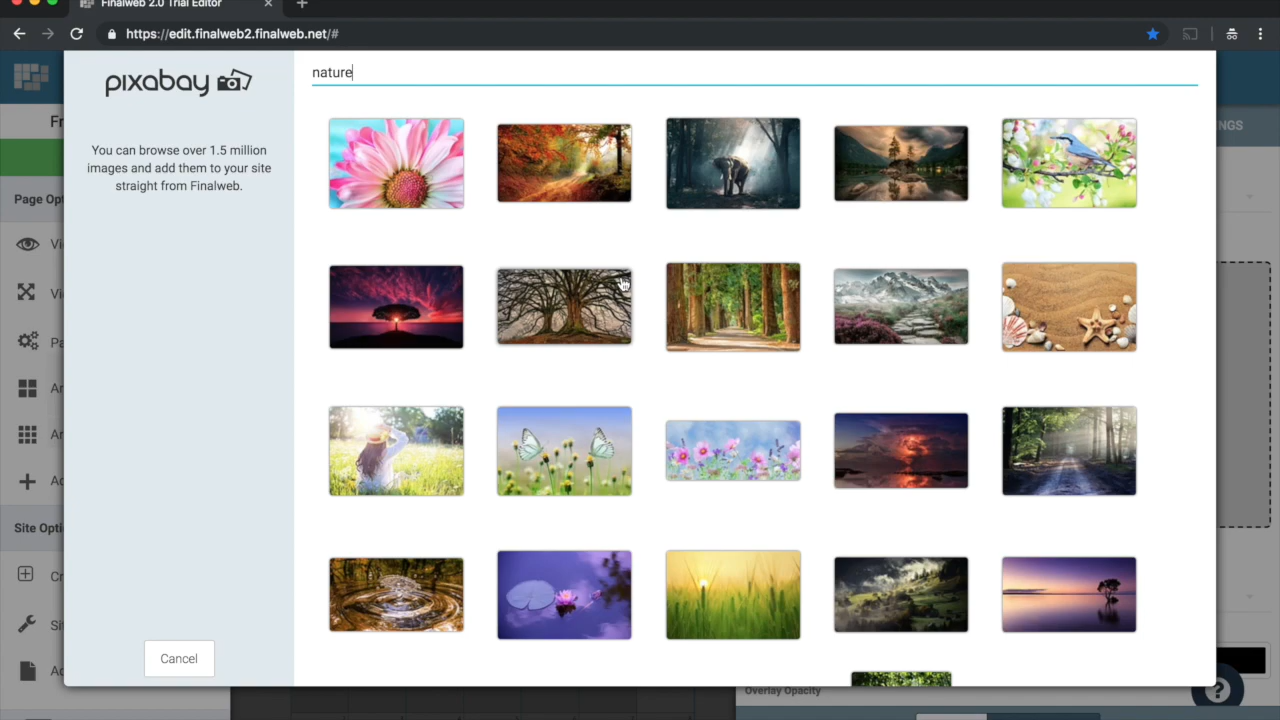 Finalweb 2.0 Trial Editor
https://edit.finalweb2.finalweb.net/#
pixabay
nature
You can browse over 1.5 million
images and add them to your site
straight from Finalweb.
Page Opt
Site Opti
Cancel
Overlay Opacity
?